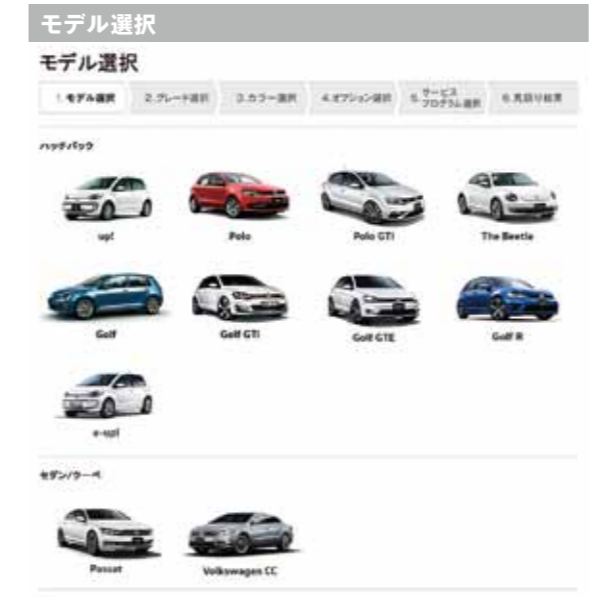 モデル選択
モデル選択
1.モデル選択
2.グレード選択
3.カラー選択
4.オプション選択
5.サービス
プログラム選択
6.見積り結果
ハッチバック
up!
Polo
Polo GTI
The Beetle
Golf
Golf GTI
Golf GTE
Golf R
e-up!
セダン/クーペ
Passat
Volkswagen CC